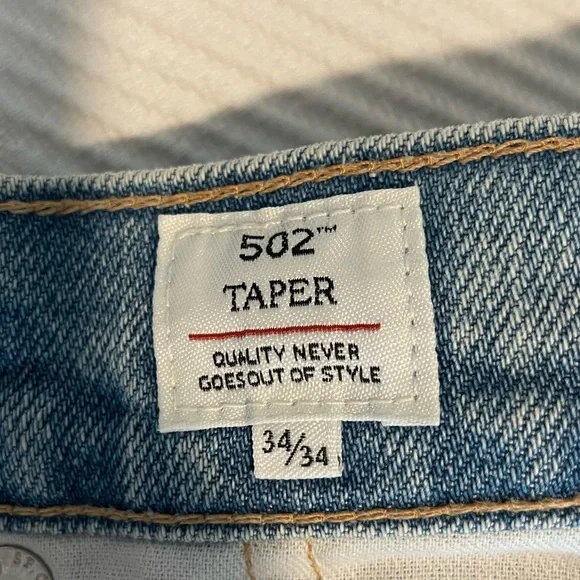 502™
TAPER
QUALITY NEVER
GOESOUT OF STYLE
34/34